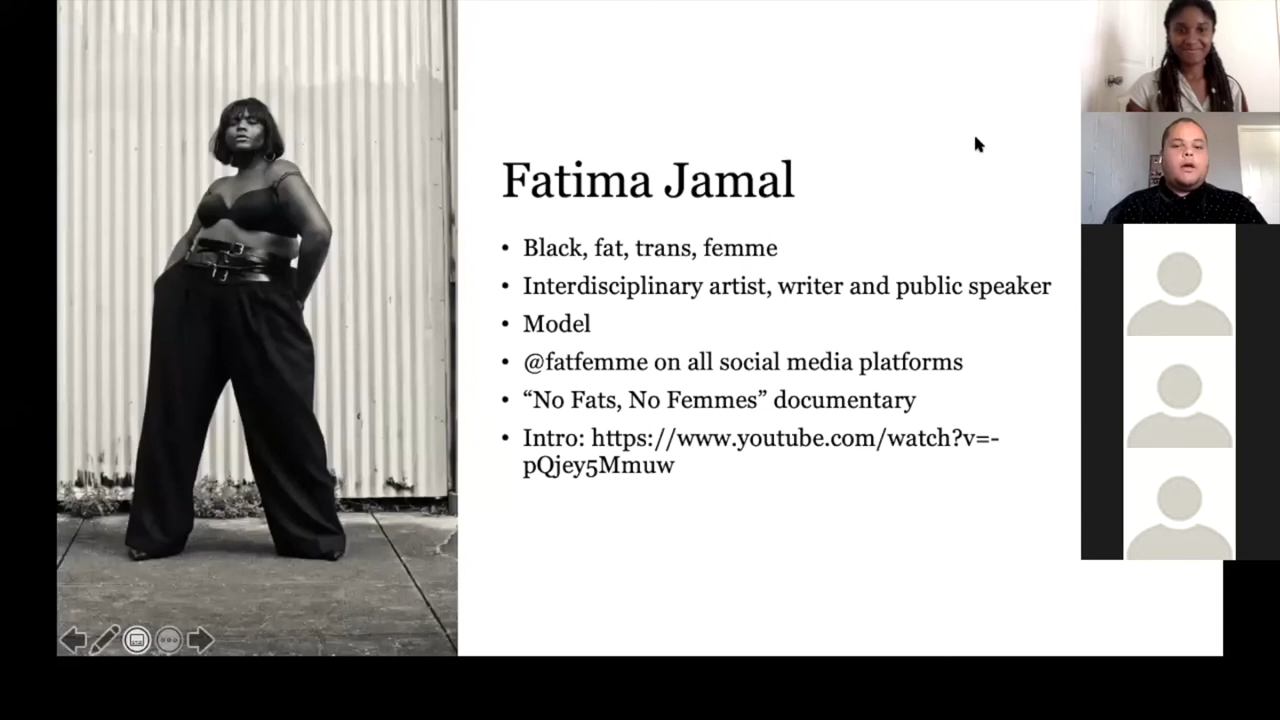 Fatima Jamal
• Black, fat, trans, femme
• Interdisciplinary artist, writer and public speaker
• Model
• @fatfemme on all social media platforms
• “No Fats, No Femmes” documentary
• Intro: https://www.youtube.com/watch?v=-
pQjey5Mmuw